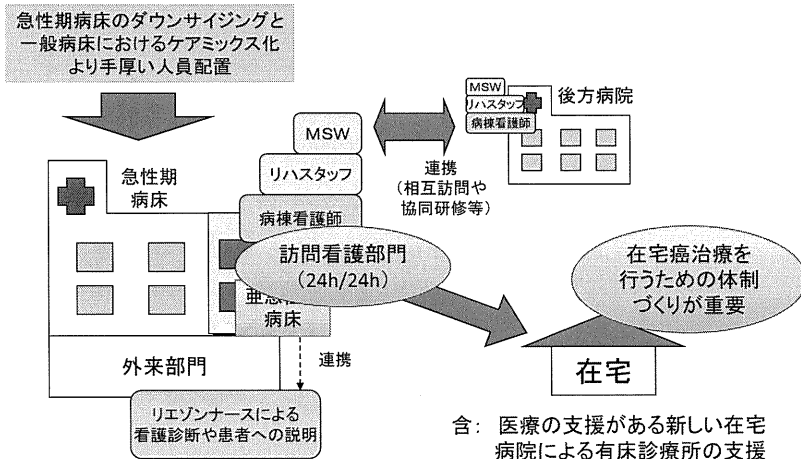 急性期病床のダウンサイジングと
一般病床におけるケアミックス化
より手厚い人員配置
MSW
リハスタッフ
病棟看護師
後方病院
MSW
リハスタッフ
病棟看護師
連携
(相互訪問や
協同研修等)
急性期
病床
訪問看護部門
(24h/24h)
病床
在宅癌治療を
行うための体制
づくりが重要
外来部門
連携
在宅
リエゾンナースによる
看護診断や患者への説明
含: 医療の支援がある新しい在宅
病院による有床診療所の支援